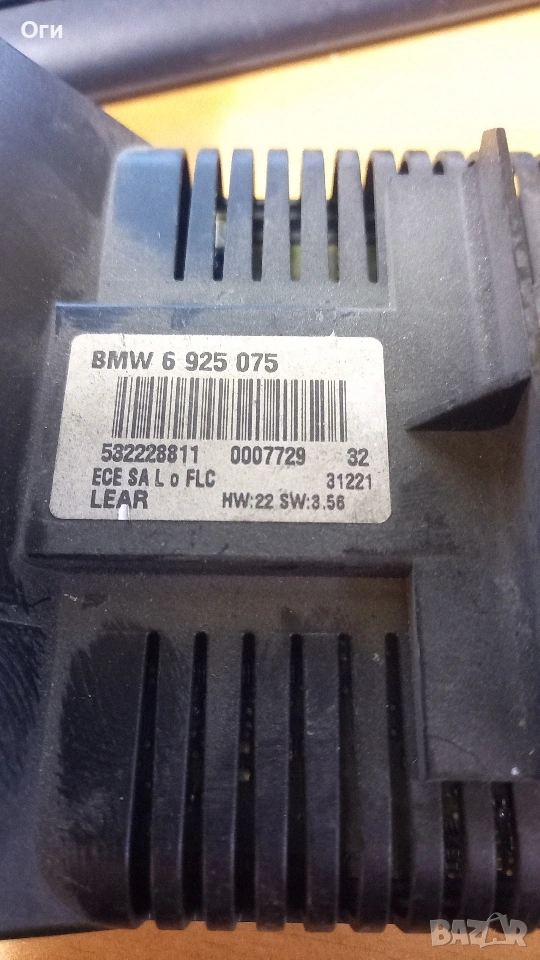 Оги
BMW 6 925 075
532228811 0007729 32
ECE SA L o FLC 31221
LEAR HW:22 SW:3.56
BAZAR